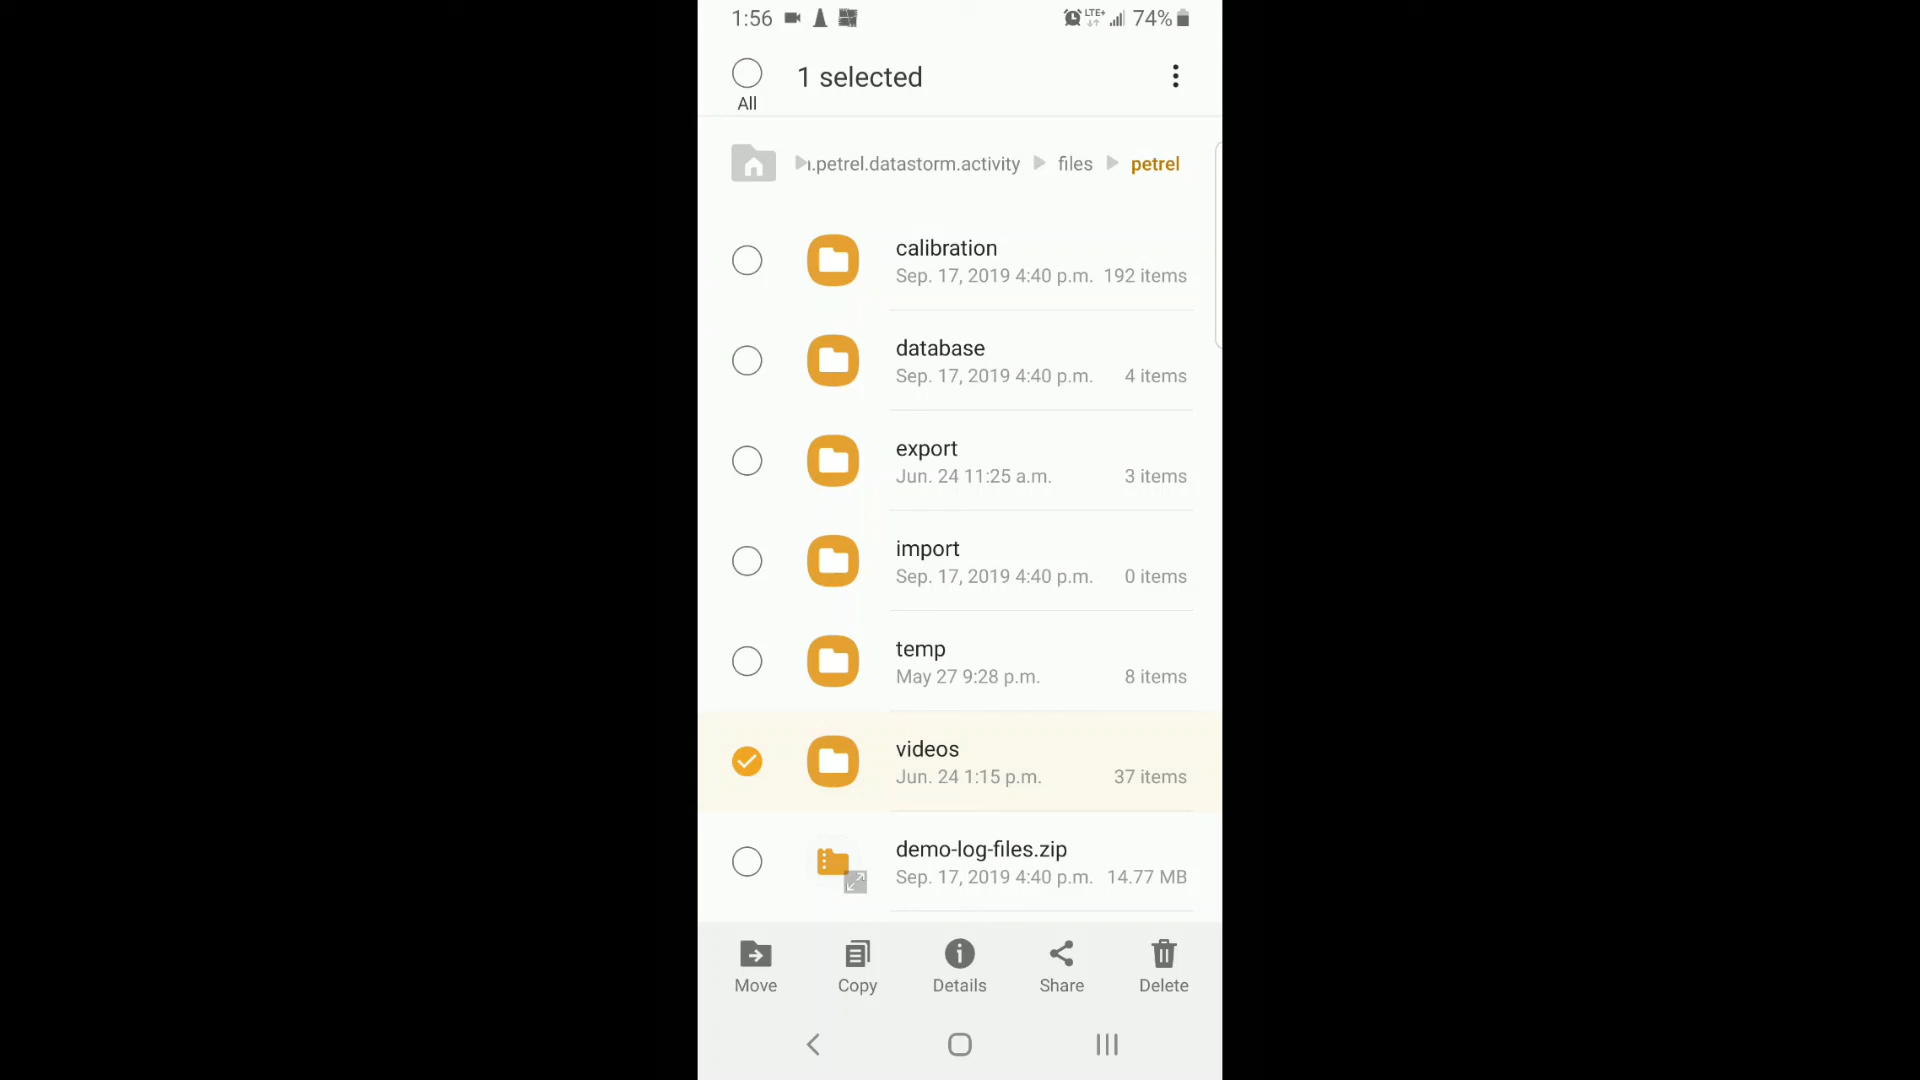 1:56 LTE+ 74%
1 selected
All
.petrel.datastorm.activity files petrel
calibration
Sep. 17, 2019 4:40 p.m. 192 items
database
Sep. 17, 2019 4:40 p.m. 4 items
export
Jun. 24 11:25 a.m. 3 items
import
Sep. 17, 2019 4:40 p.m. 0 items
temp
May 27 9:28 p.m. 8 items
videos
Jun. 24 1:15 p.m. 37 items
demo-log-files.zip
Sep. 17, 2019 4:40 p.m. 14.77 MB
Move Copy Details Share Delete